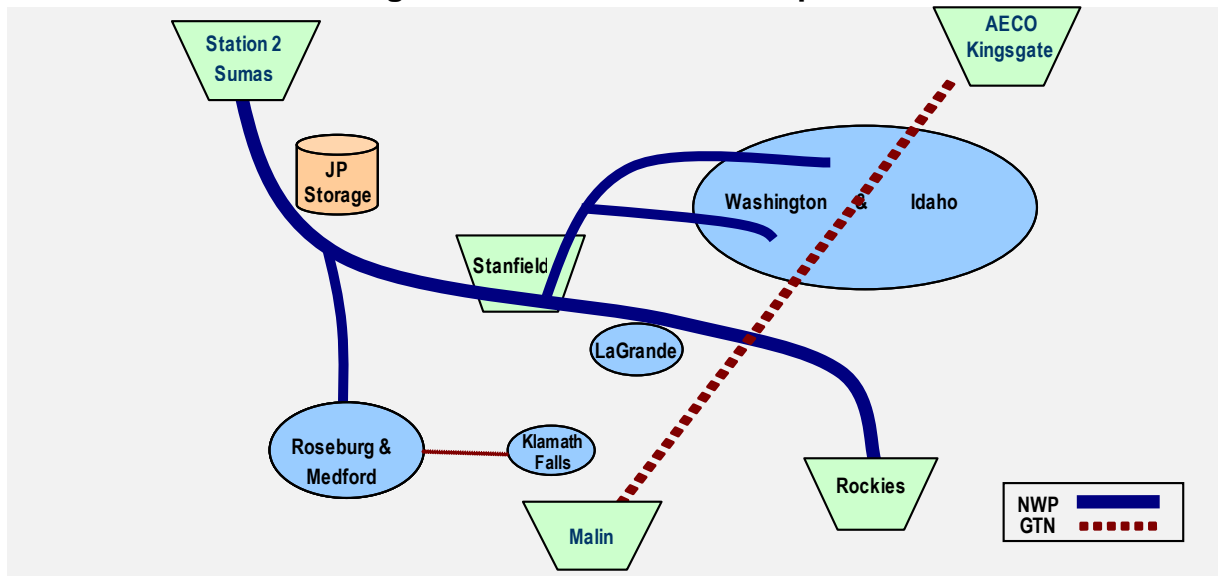 Station 2
Sumas
AECO
Kingsgate
JP
Storage
Washington & Idaho
Stanfield
LaGrande
Roseburg &
Medford
Klamath
Falls
Malin
Rockies
NWP
GTN